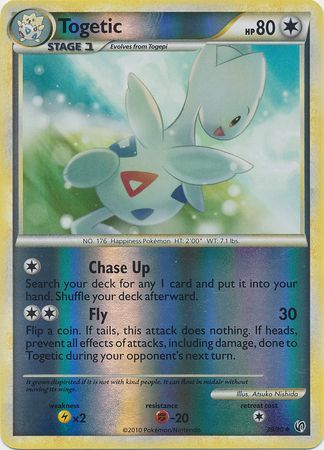 Togetic
HP 80
STAGE 1
Evolves from Togepi
NO. 176 Happiness Pokémon HT: 2'00" WT: 7.1 lbs.
Chase Up
Search your deck for any 1 card and put it into your
hand. Shuffle your deck afterward.
Fly 30
Flip a coin. If tails, this attack does nothing. If heads,
prevent all effects of attacks, including damage, done to
Togetic during your opponent's next turn.
It grows dispirited if it is not with kind people. It can float in midair without
moving its wings.
Illus. Atsuko Nishida
weakness resistance retreat cost
×2 -20
©2010 Pokémon/Nintendo
39/90